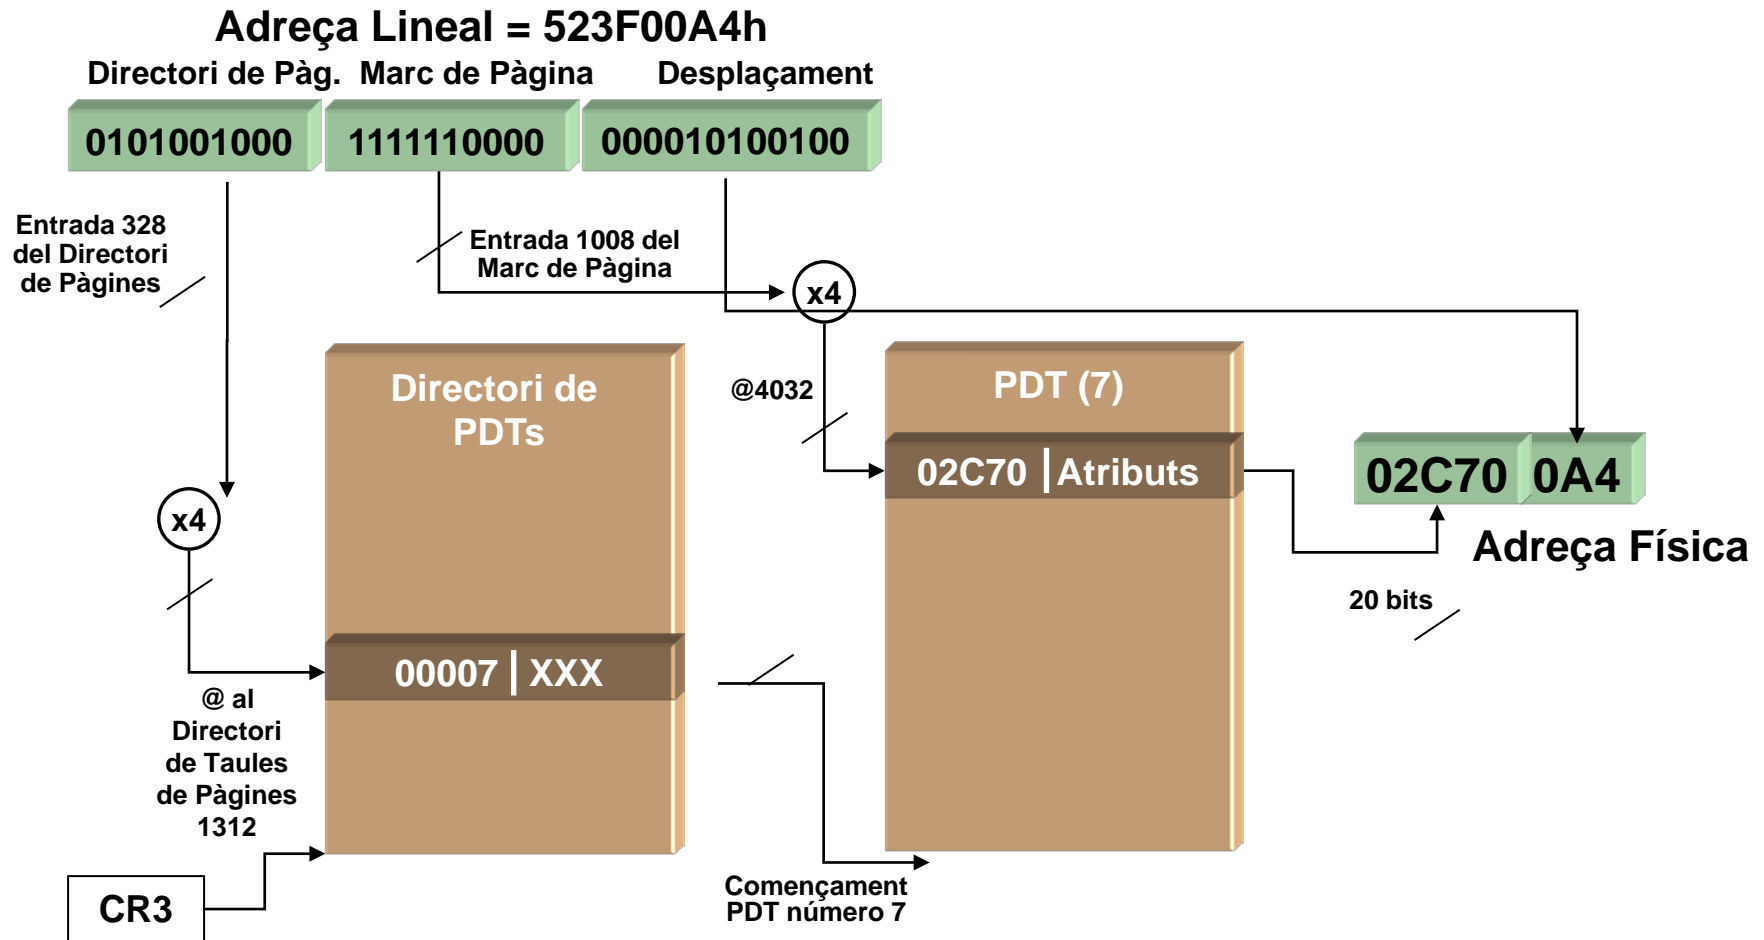 Adreça Lineal = 523F00A4h
Directori de Pàg. Marc de Pàgina Desplaçament
0101001000 1111110000 000010100100
Entrada 328
del Directori
de Pàgines
Entrada 1008 del
Marc de Pàgina
x4
@4032
Directori de
PDTs
PDT (7)
02C70 | Atributs
02C70 0A4
Adreça Física
20 bits
x4
00007 | XXX
@ al
Directori
de Taules
de Pàgines
1312
CR3
Començament
PDT número 7